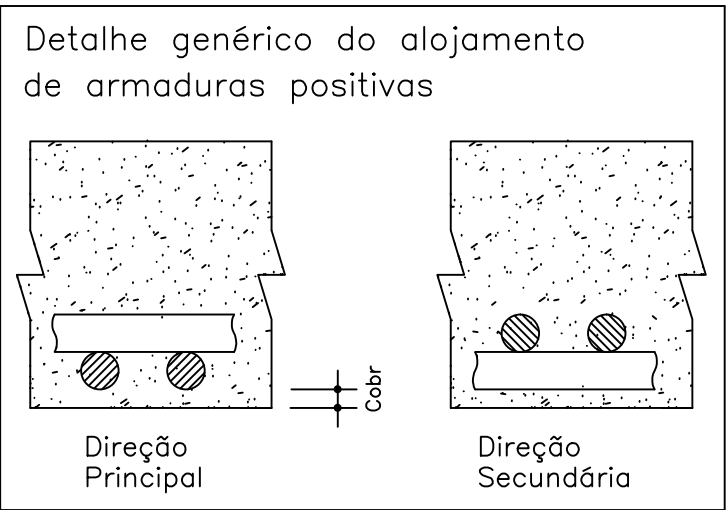 Detalhe genérico do alojamento
de armaduras positivas
Cobr
Direção
Principal
Direção
Secundária